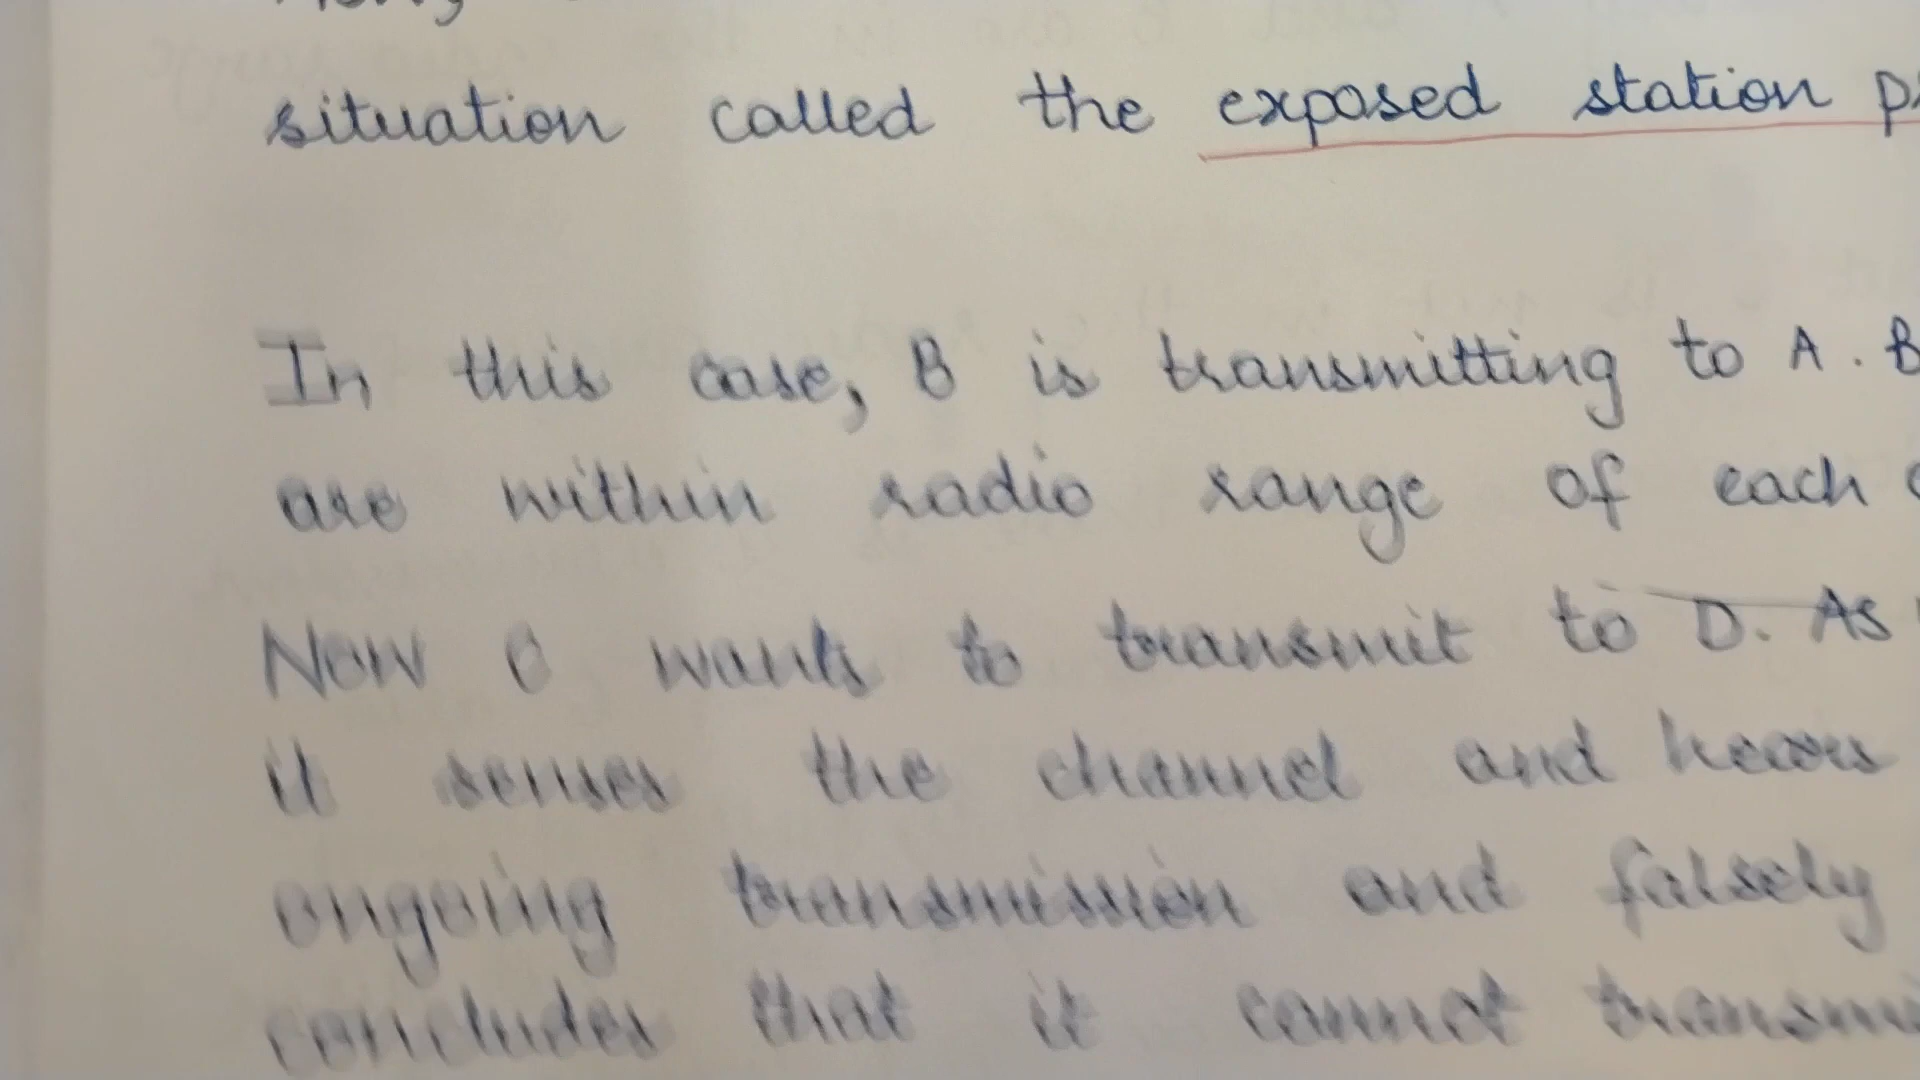 situation called the exposed station
In this case, B is transmitting to A. B
are within radio range of each
Now C wants to transmit to D. As
it senses the channel and hears
ongoing transmission and falsely
concludes that it cannot